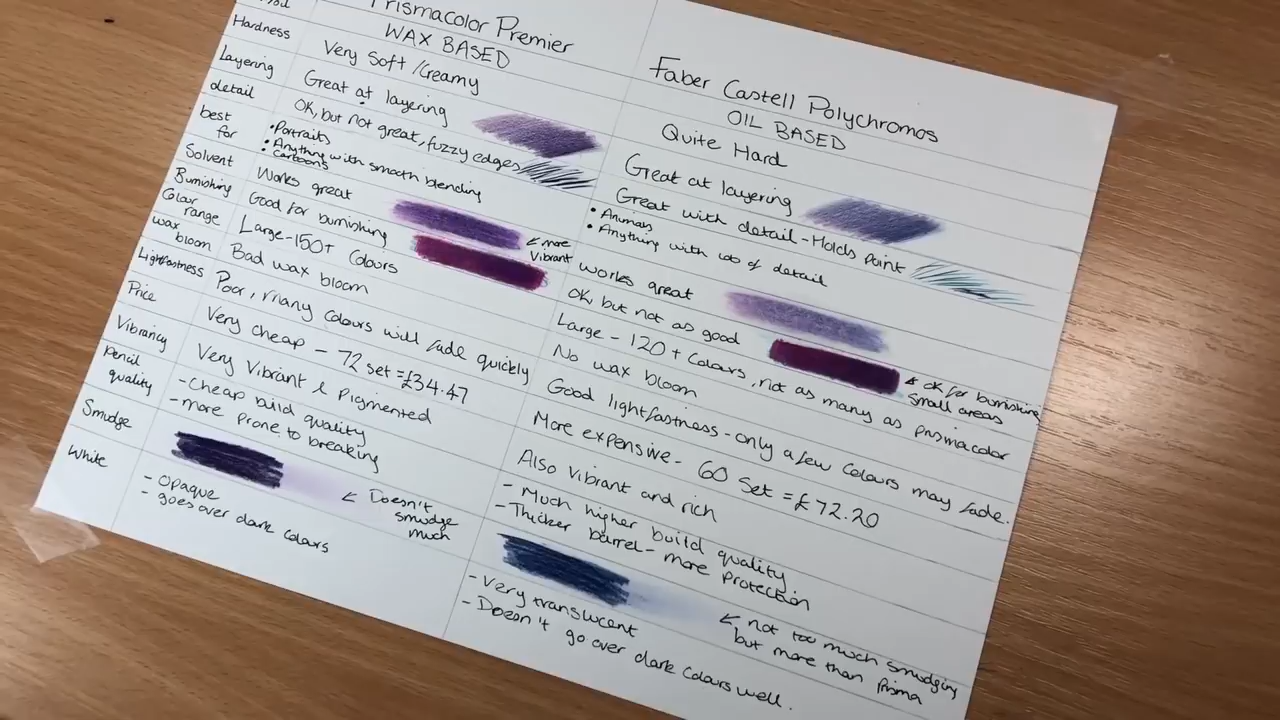 Prismacolor Premier
WAX BASED
Hardness
Very Soft / Creamy
Layering
Great at layering
detail
OK, but not great, fuzzy edges
best
for
• Portraits
• Anything with smooth blending
• cartoons
Solvent
Works great
Burnishing
Good for burnishing
← more
Vibrant
Colour
range
Large - 150+ Colours
wax
bloom
Bad wax bloom
Lightfastness
Poor, many colours will fade quickly
Price
Very cheap - 72 set = £34.47
Vibrancy
Very Vibrant & Pigmented
Pencil
quality
- Cheap build quality
- more prone to breaking
Smudge
← Doesn't
smudge
much
White
- Opaque
- goes over dark colours
Faber Castell Polychromos
OIL BASED
Quite Hard
Great at layering
Great with detail - Holds point
• Animals
• Anything with lots of detail
Works great
OK, but not as good
← ok for burnishing
small areas
Large - 120 + Colours, not as many as prismacolor
No wax bloom
Good lightfastness - only a few colours may fade.
More expensive - 60 set = £72.20
Also vibrant and rich
- Much higher build quality
- Thicker barrel - more protection
← not too much smudging
but more than Prisma
- Very translucent
- Doesn't go over dark colours well.